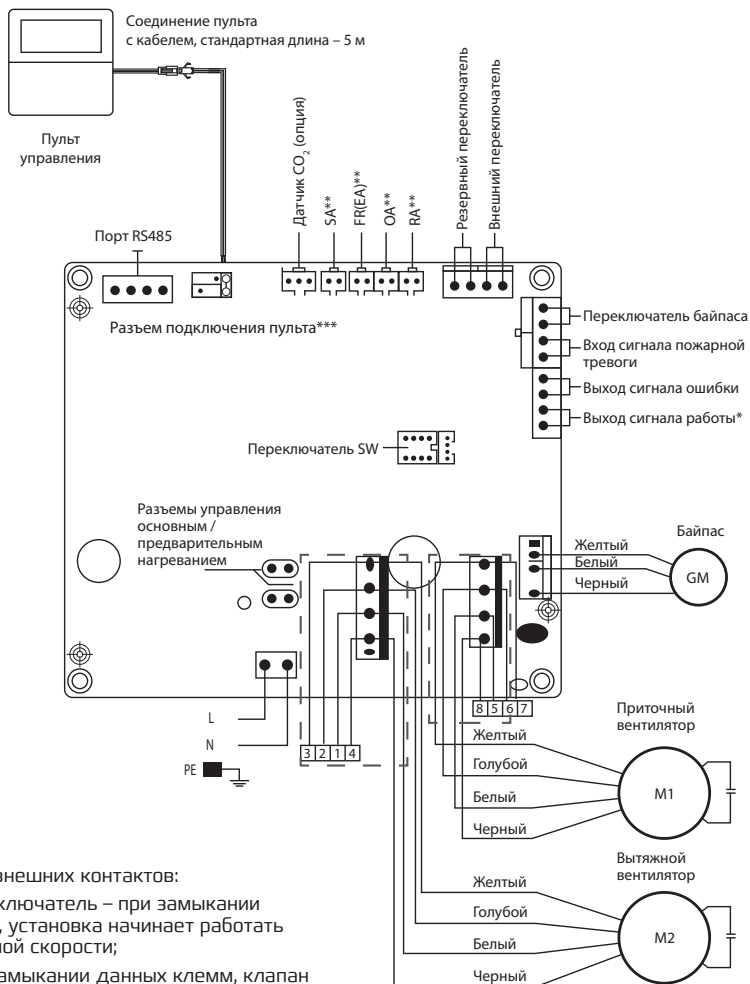 Соединение пульта
с кабелем, стандартная длина – 5 м
Пульт
управления
Датчик CO2 (опция)
SA**
FR(EA)**
OA**
RA**
Резервный переключатель
Внешний переключатель
Порт RS485
Разъем подключения пульта***
Переключатель байпаса
Вход сигнала пожарной
тревоги
Выход сигнала ошибки
Выход сигнала работы*
Переключатель SW
Разъемы управления
основным /
предварительным
нагреванием
Желтый
Белый
Черный
Байпас
GM
L
N
PE
3 2 1 4
8 5 6 7
Приточный
вентилятор
Желтый
Голубой
Белый
Черный
M1
Вытяжной
вентилятор
Желтый
Голубой
Белый
Черный
M2
внешних контактов:
ключатель – при замыкании
, установка начинает работать
ной скорости;
замыкании данных клемм, клапан